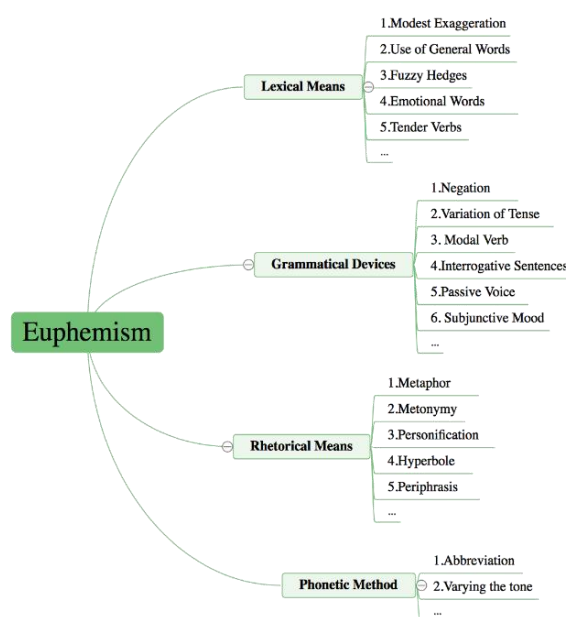 Euphemism
Lexical Means
1.Modest Exaggeration
2.Use of General Words
3.Fuzzy Hedges
4.Emotional Words
5.Tender Verbs
...
Grammatical Devices
1.Negation
2.Variation of Tense
3. Modal Verb
4.Interrogative Sentences
5.Passive Voice
6. Subjunctive Mood
...
Rhetorical Means
1.Metaphor
2.Metonymy
3.Personification
4.Hyperbole
5.Periphrasis
...
Phonetic Method
1.Abbreviation
2.Varying the tone
...